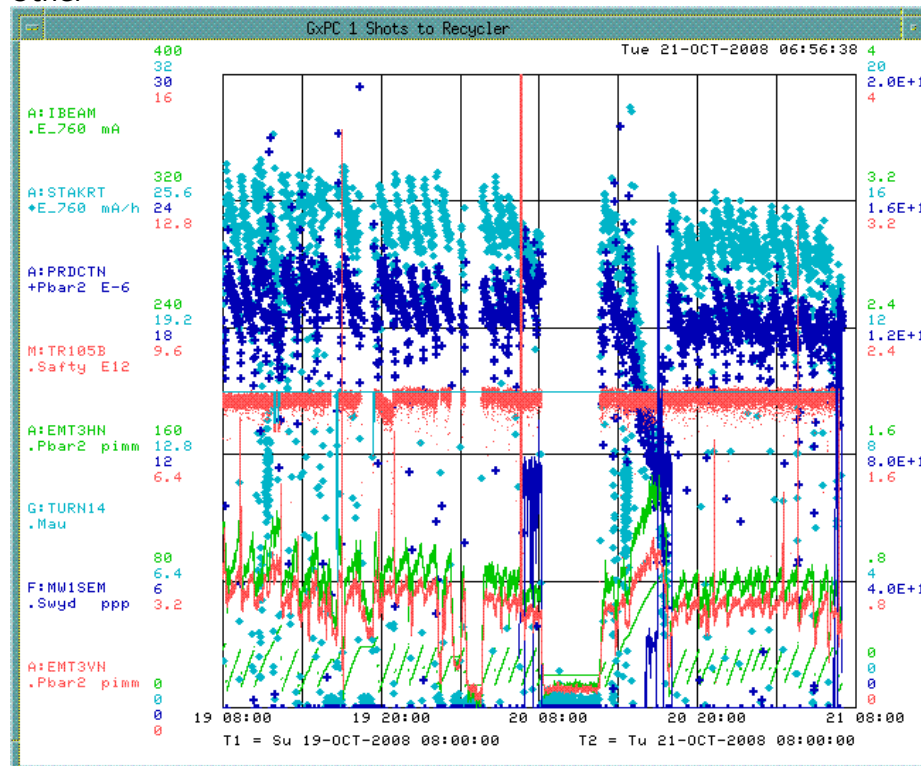 Other
GxPC 1 Shots to Recycler
Tue 21-OCT-2008 06:56:38
400
32
30
16
4
20
2.0E+1
4
A:IBEAM
.E_760 mA
A:STAKRT
♦E_760 mA/h
320
25.6
24
12.8
3.2
16
1.6E+1
3.2
A:PRDCTN
+Pbar2 E-6
240
19.2
18
9.6
2.4
12
1.2E+1
2.4
M:TR105B
.Safty E12
A:EMT3HN
.Pbar2 pimm
160
12.8
12
6.4
1.6
8
8.0E+1
1.6
G:TURN14
.Mau
80
6.4
6
3.2
.8
4
4.0E+1
.8
F:MW1SEM
.Swyd ppp
A:EMT3VN
.Pbar2 pimm
0
0
0
0
0
0
0
0
19 08:00 19 20:00 20 08:00 20 20:00 21 08:00
T1 = Su 19-OCT-2008 08:00:00 T2 = Tu 21-OCT-2008 08:00:00